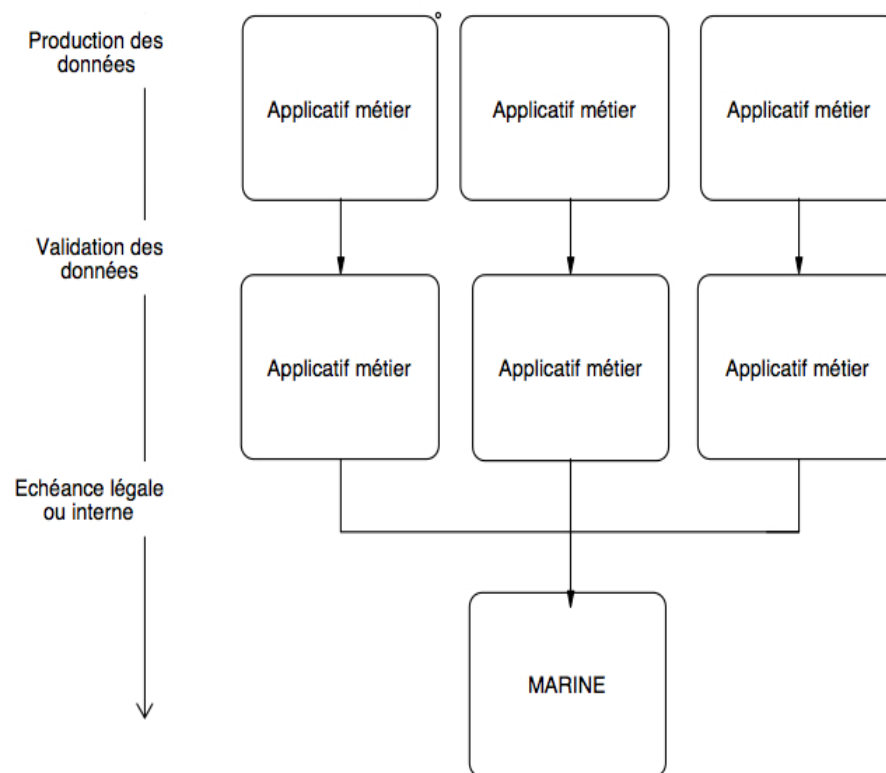 Production des
données
Applicatif métier
Applicatif métier
Applicatif métier
Validation des
données
Applicatif métier
Applicatif métier
Applicatif métier
Echéance légale
ou interne
MARINE